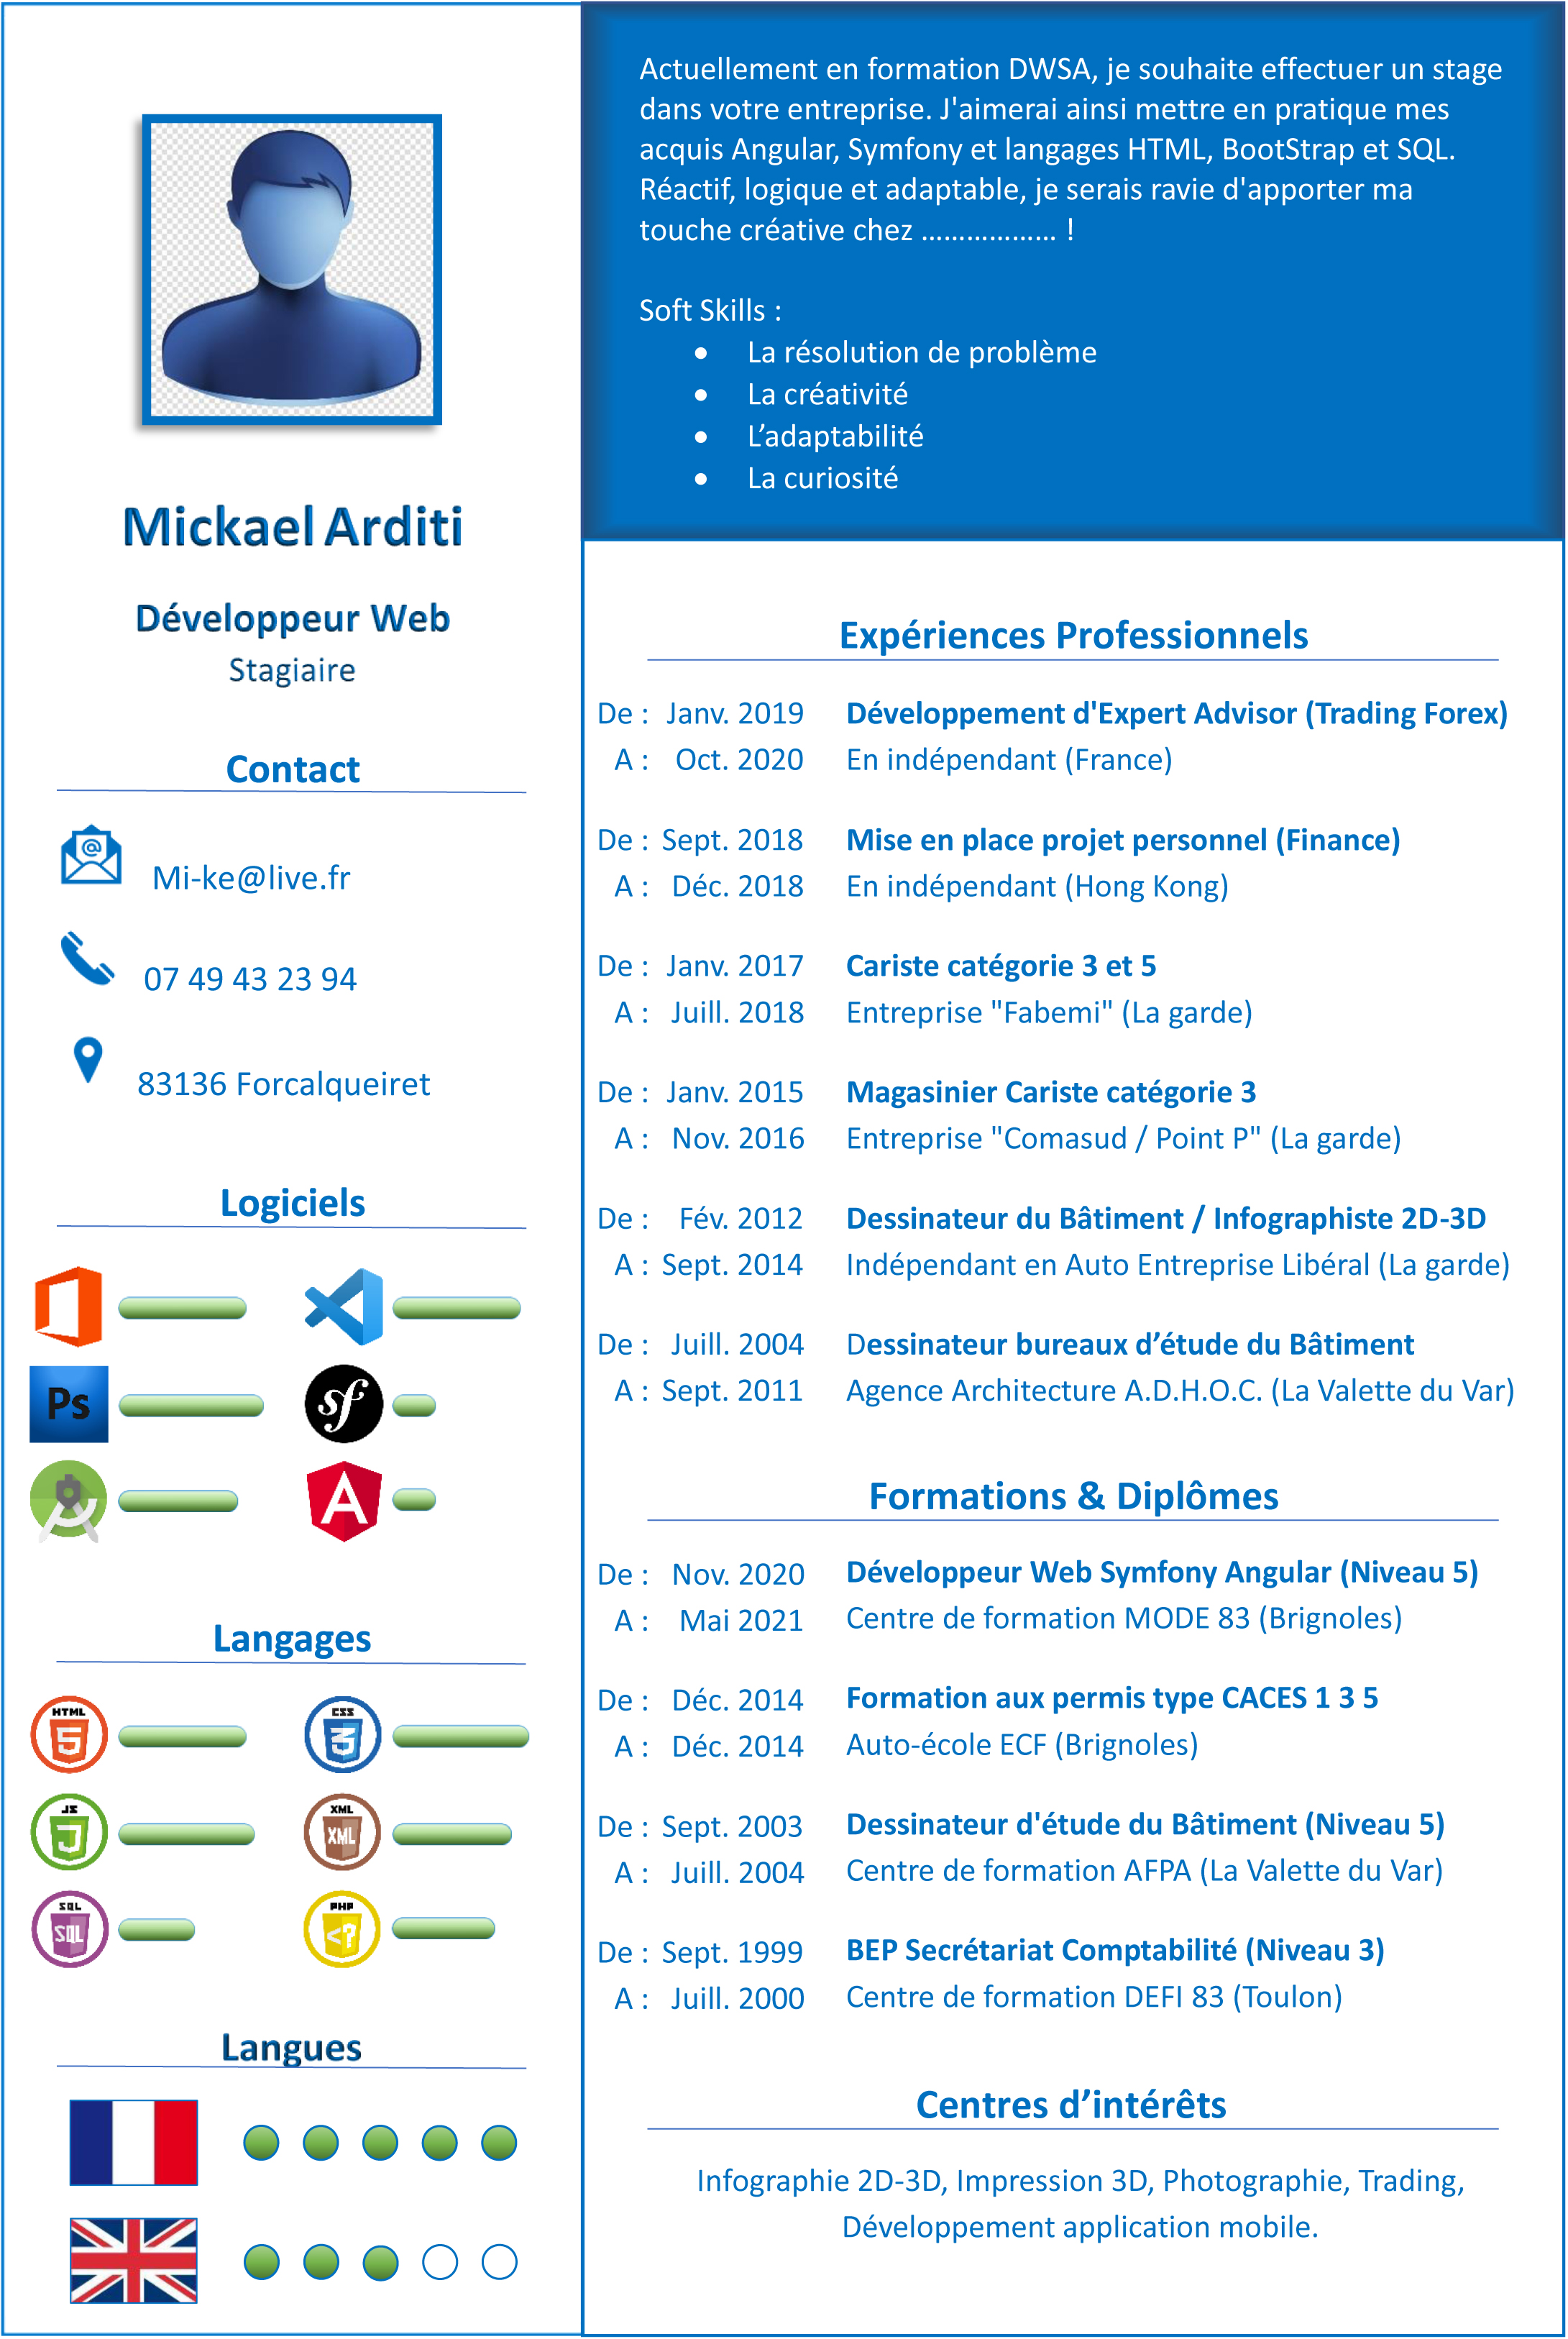 Mickael Arditi
Développeur Web
Stagiaire
Contact
@
Mi-ke@live.fr
07 49 43 23 94
83136 Forcalqueiret
Logiciels
Ps
sf
A
Langages
HTML
5
CSS
3
JS
J
XML
XML
SQL
SQL
PHP
<?
Langues
Actuellement en formation DWSA, je souhaite effectuer un stage
dans votre entreprise. J'aimerai ainsi mettre en pratique mes
acquis Angular, Symfony et langages HTML, BootStrap et SQL.
Réactif, logique et adaptable, je serais ravie d'apporter ma
touche créative chez ……………… !
Soft Skills :
• La résolution de problème
• La créativité
• L’adaptabilité
• La curiosité
Expériences Professionnels
De : Janv. 2019 Développement d'Expert Advisor (Trading Forex)
A : Oct. 2020 En indépendant (France)
De : Sept. 2018 Mise en place projet personnel (Finance)
A : Déc. 2018 En indépendant (Hong Kong)
De : Janv. 2017 Cariste catégorie 3 et 5
A : Juill. 2018 Entreprise "Fabemi" (La garde)
De : Janv. 2015 Magasinier Cariste catégorie 3
A : Nov. 2016 Entreprise "Comasud / Point P" (La garde)
De : Fév. 2012 Dessinateur du Bâtiment / Infographiste 2D-3D
A : Sept. 2014 Indépendant en Auto Entreprise Libéral (La garde)
De : Juill. 2004 Dessinateur bureaux d’étude du Bâtiment
A : Sept. 2011 Agence Architecture A.D.H.O.C. (La Valette du Var)
Formations & Diplômes
De : Nov. 2020 Développeur Web Symfony Angular (Niveau 5)
A : Mai 2021 Centre de formation MODE 83 (Brignoles)
De : Déc. 2014 Formation aux permis type CACES 1 3 5
A : Déc. 2014 Auto-école ECF (Brignoles)
De : Sept. 2003 Dessinateur d'étude du Bâtiment (Niveau 5)
A : Juill. 2004 Centre de formation AFPA (La Valette du Var)
De : Sept. 1999 BEP Secrétariat Comptabilité (Niveau 3)
A : Juill. 2000 Centre de formation DEFI 83 (Toulon)
Centres d’intérêts
Infographie 2D-3D, Impression 3D, Photographie, Trading,
Développement application mobile.